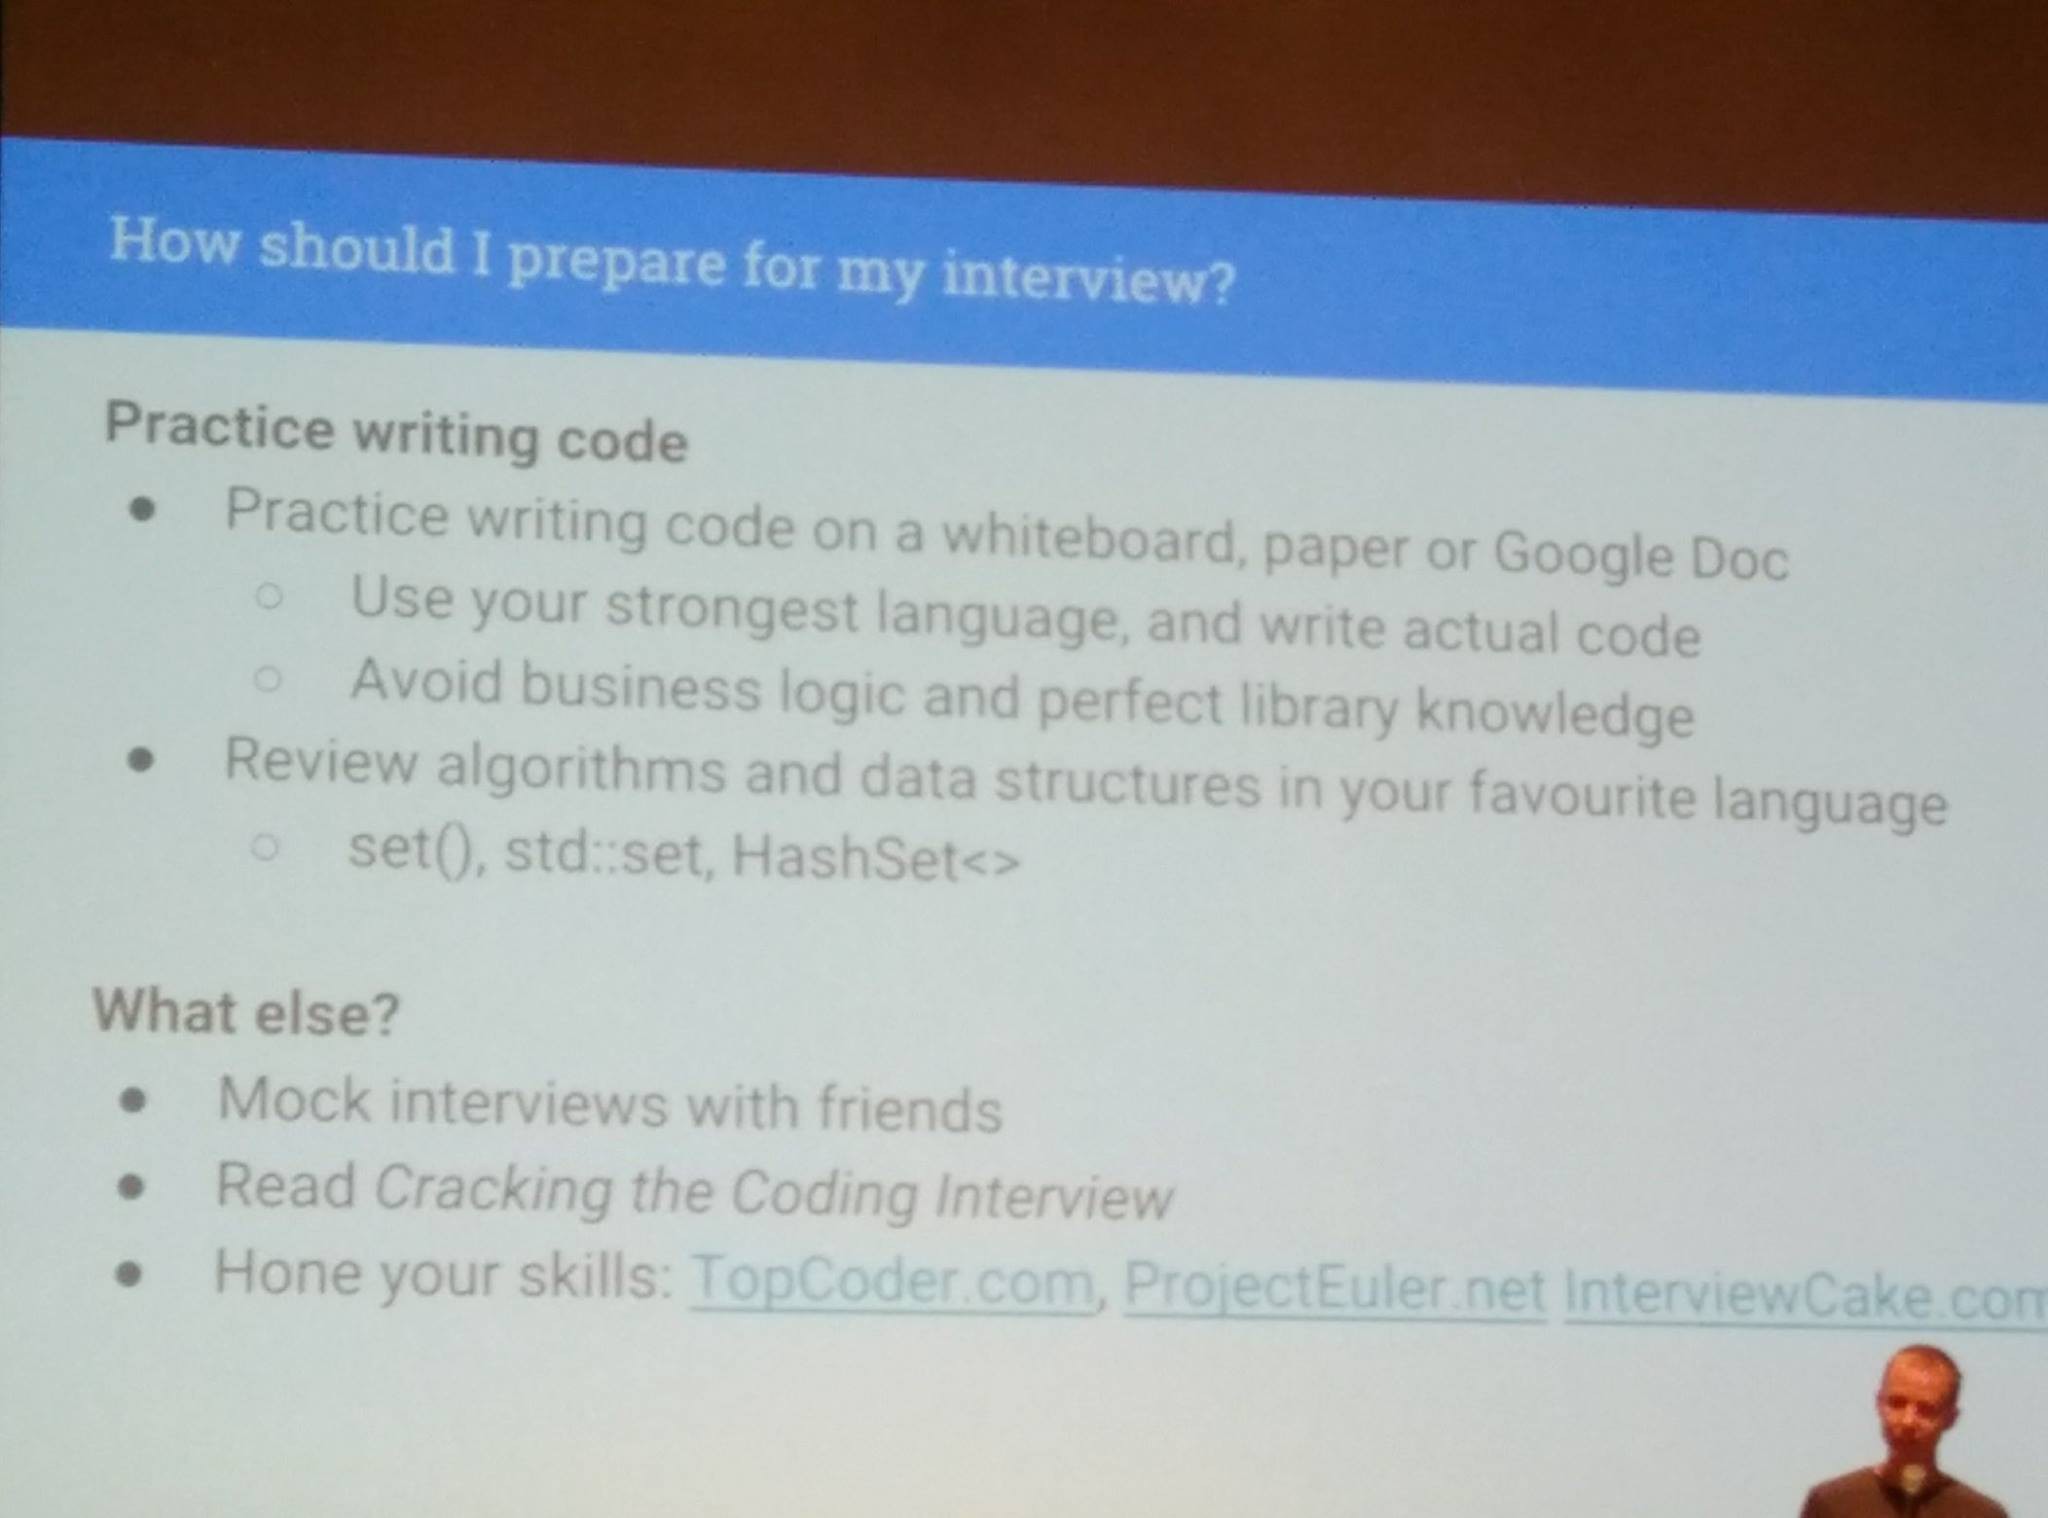 How should I prepare for my interview?
Practice writing code
● Practice writing code on a whiteboard, paper or Google Doc
○ Use your strongest language, and write actual code
○ Avoid business logic and perfect library knowledge
● Review algorithms and data structures in your favourite language
○ set(), std::set, HashSet<>
What else?
● Mock interviews with friends
● Read Cracking the Coding Interview
● Hone your skills: TopCoder.com, ProjectEuler.net InterviewCake.com